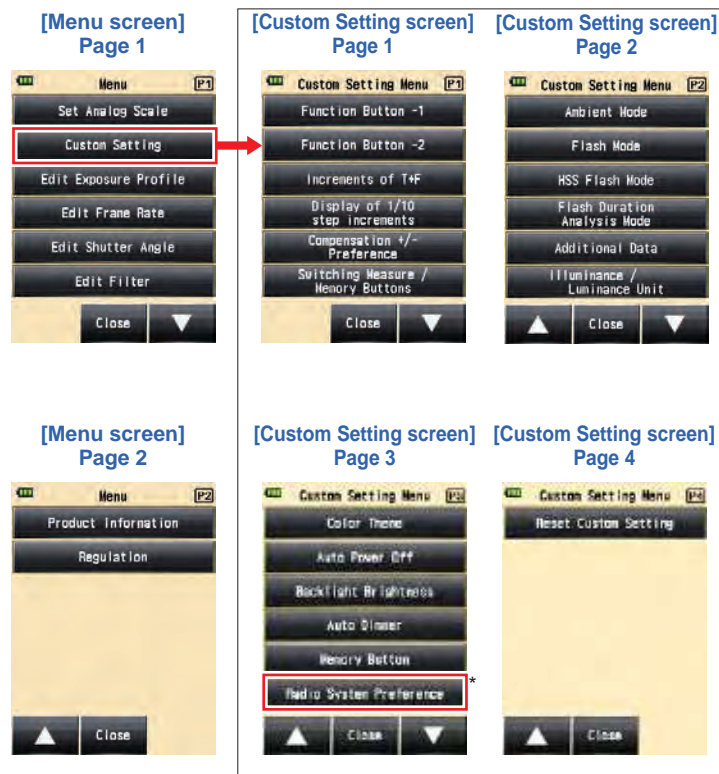 [Menu screen]
Page 1
Menu P1
Set Analog Scale
Custom Setting
Edit Exposure Profile
Edit Frame Rate
Edit Shutter Angle
Edit Filter
Close
[Custom Setting screen]
Page 1
Custom Setting Menu P1
Function Button -1
Function Button -2
Increments of T+F
Display of 1/10
step increments
Compensation +/-
Preference
Switching Measure /
Memory Buttons
Close
[Custom Setting screen]
Page 2
Custom Setting Menu P2
Ambient Mode
Flash Mode
HSS Flash Mode
Flash Duration
Analysis Mode
Additional Data
Illuminance /
Luminance Unit
Close
[Menu screen]
Page 2
Menu P2
Product Information
Regulation
Close
[Custom Setting screen]
Page 3
Custom Setting Menu P3
Color Theme
Auto Power Off
Backlight Brightness
Auto Dimmer
Memory Button
Radio System Preference *
Close
[Custom Setting screen]
Page 4
Custom Setting Menu P4
Reset Custom Setting
Close